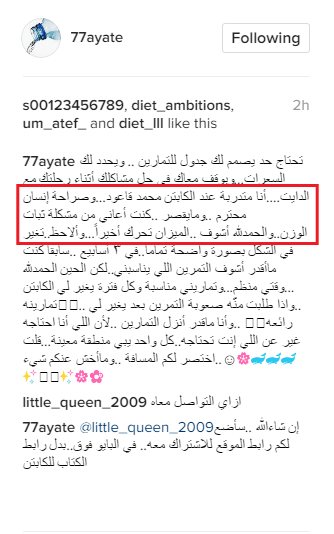 77ayate
Following
s00123456789, diet_ambitions,
2h
um_atef_ and diet_lll like this
77ayate تحتاج حد يصمم لك جدول للتمارين .. ويحدد لك
السعرات...ويوقف معاك في حل مشاكلك أثناء رحلتك مع
الدايت....أنا متدربة عند الكابتن محمد قاعود...وصراحة إنسان
محترم ..ومايقصر ..كنت أعاني من مشكلة ثبات
الوزن..والحمدلله أشوف ..الميزان تحرك أخيراً...وألاحظ.تغير
في الشكل بصورة واضحة تماما..في ٣ أسابيع ..سابقا كنت
ماأقدر أشوف التمرين اللي يناسبني..لكن الحين الحمدلله
...وقتي منظم...وتماريني مناسبة وكل فترة يغير لي الكابتن
..وإذا طلبت منّه صعوبة التمرين بعد يغير لي ..تمارينه
رائعه ..وأنا ماقدر أنزل التمارين ..لأن اللي أنا احتاجه
غير عن اللي إنت تحتاجه..كل واحد يبي منطقة معينة...قلت
اختصر لكم المسافة ..وماأخش عنكم شيء..☺🌸
✨✨🌸🌸
little_queen_2009 ازاي التواصل معاه
77ayate @little_queen_2009 إن شاءالله ..سأضع
لكم رابط الموقع للاشتراك معه.. في البايو فوق..بدل رابط
الكتاب للكابتن